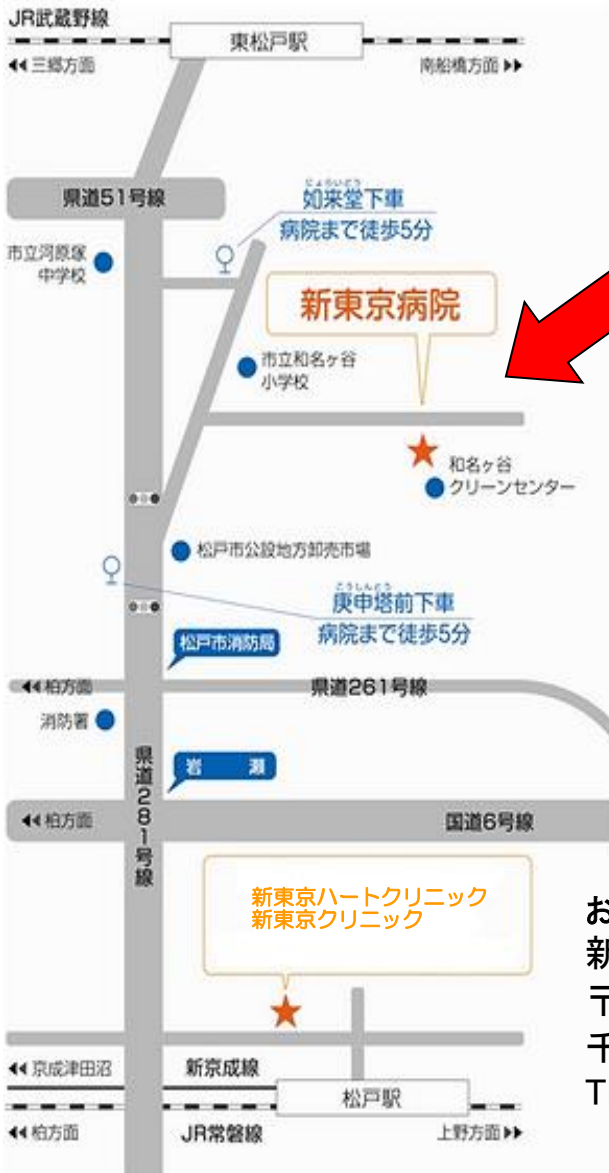 JR武蔵野線
東松戸駅
◀◀三郷方面
南船橋方面▶▶
県道51号線
にょらいどう
如来堂下車
病院まで徒歩5分
市立河原塚
中学校
新東京病院
市立和名ヶ谷
小学校
和名ヶ谷
クリーンセンター
松戸市公設地方卸売市場
こうしんとう
庚申塔前下車
病院まで徒歩5分
松戸市消防局
◀◀柏方面
県道261号線
消防署
岩 瀬
県道281号線
◀◀柏方面
国道6号線
新東京ハートクリニック
新東京クリニック
お
新
〒
千
T
◀◀京成津田沼
新京成線
松戸駅
◀◀柏方面
JR常磐線
上野方面▶▶